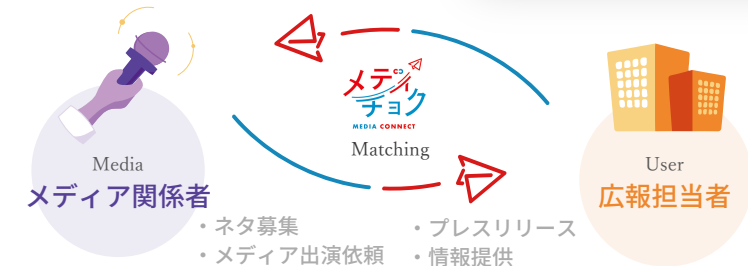 メディチョク
MEDIA CONNECT
Matching
Media
メディア関係者
User
広報担当者
・ネタ募集
・メディア出演依頼
・プレスリリース
・情報提供